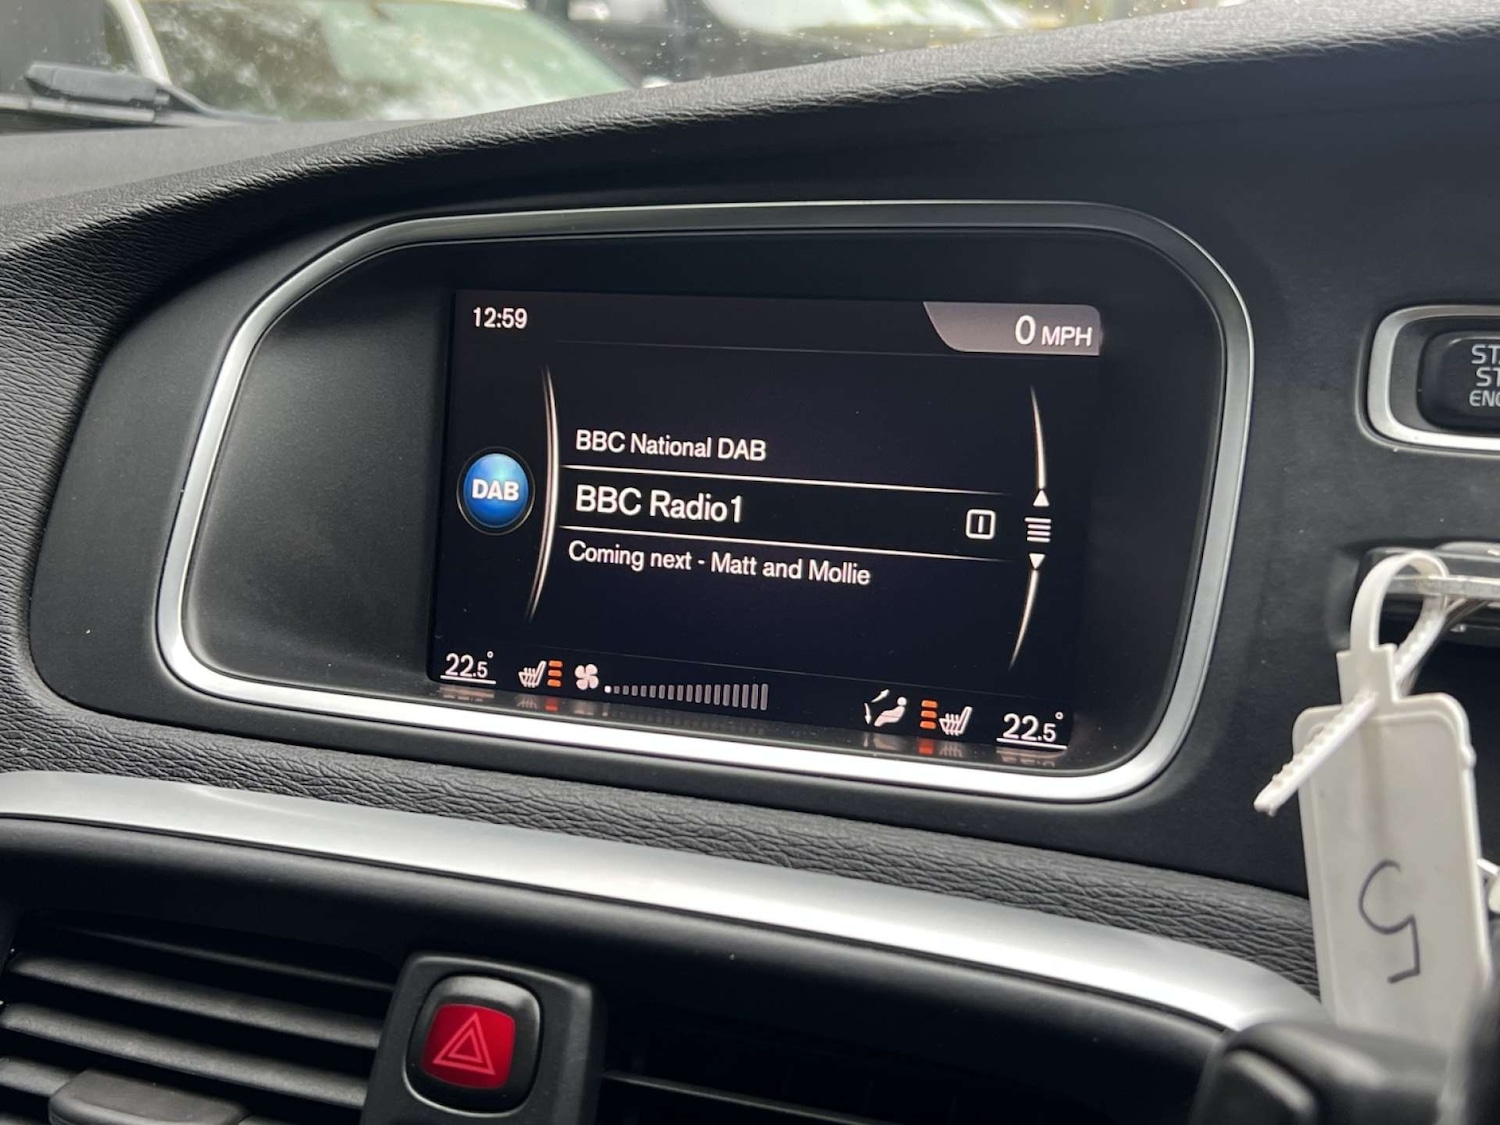 12:59
0 MPH
BBC National DAB
DAB
BBC Radio1
Coming next - Matt and Mollie
22.5°
22.5°
5